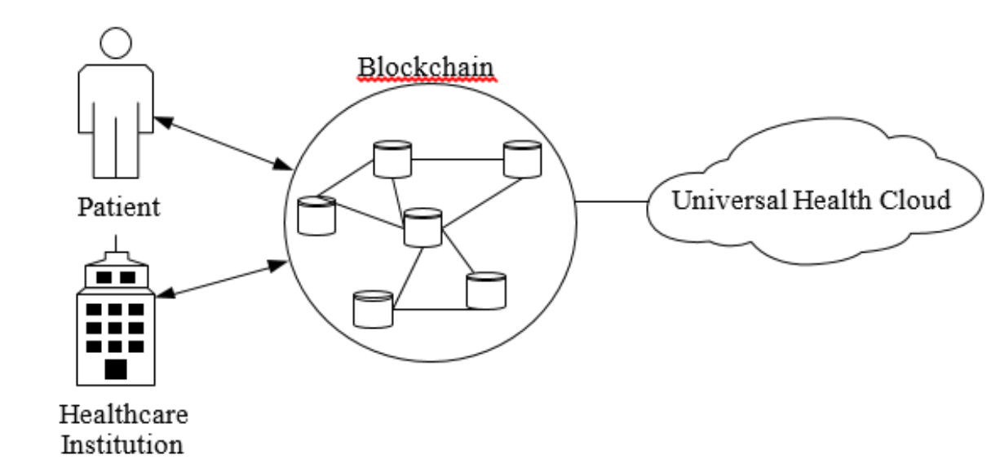 Blockchain
Patient
Universal Health Cloud
Healthcare
Institution